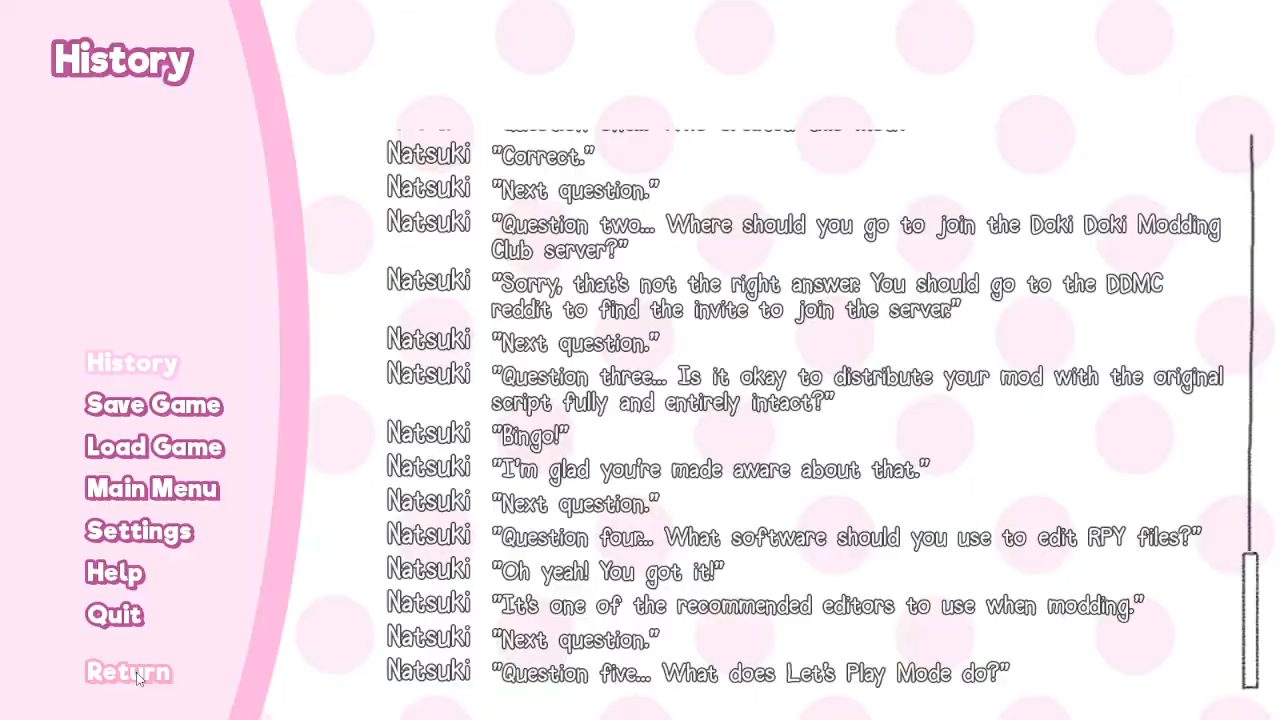 History
Natsuki "Correct."
Natsuki "Next question."
Natsuki "Question two... Where should you go to join the Doki Doki Modding
Club server?"
Natsuki "Sorry, that's not the right answer. You should go to the DDMC
reddit to find the invite to join the server."
Natsuki "Next question."
Natsuki "Question three... Is it okay to distribute your mod with the original
script fully and entirely intact?"
Natsuki "Bingo!"
Natsuki "I'm glad you're made aware about that."
Natsuki "Next question."
Natsuki "Question four... What software should you use to edit RPY files?"
Natsuki "Oh yeah! You got it!"
Natsuki "It's one of the recommended editors to use when modding."
Natsuki "Next question."
Natsuki "Question five... What does Let's Play Mode do?"
History
Save Game
Load Game
Main Menu
Settings
Help
Quit
Return